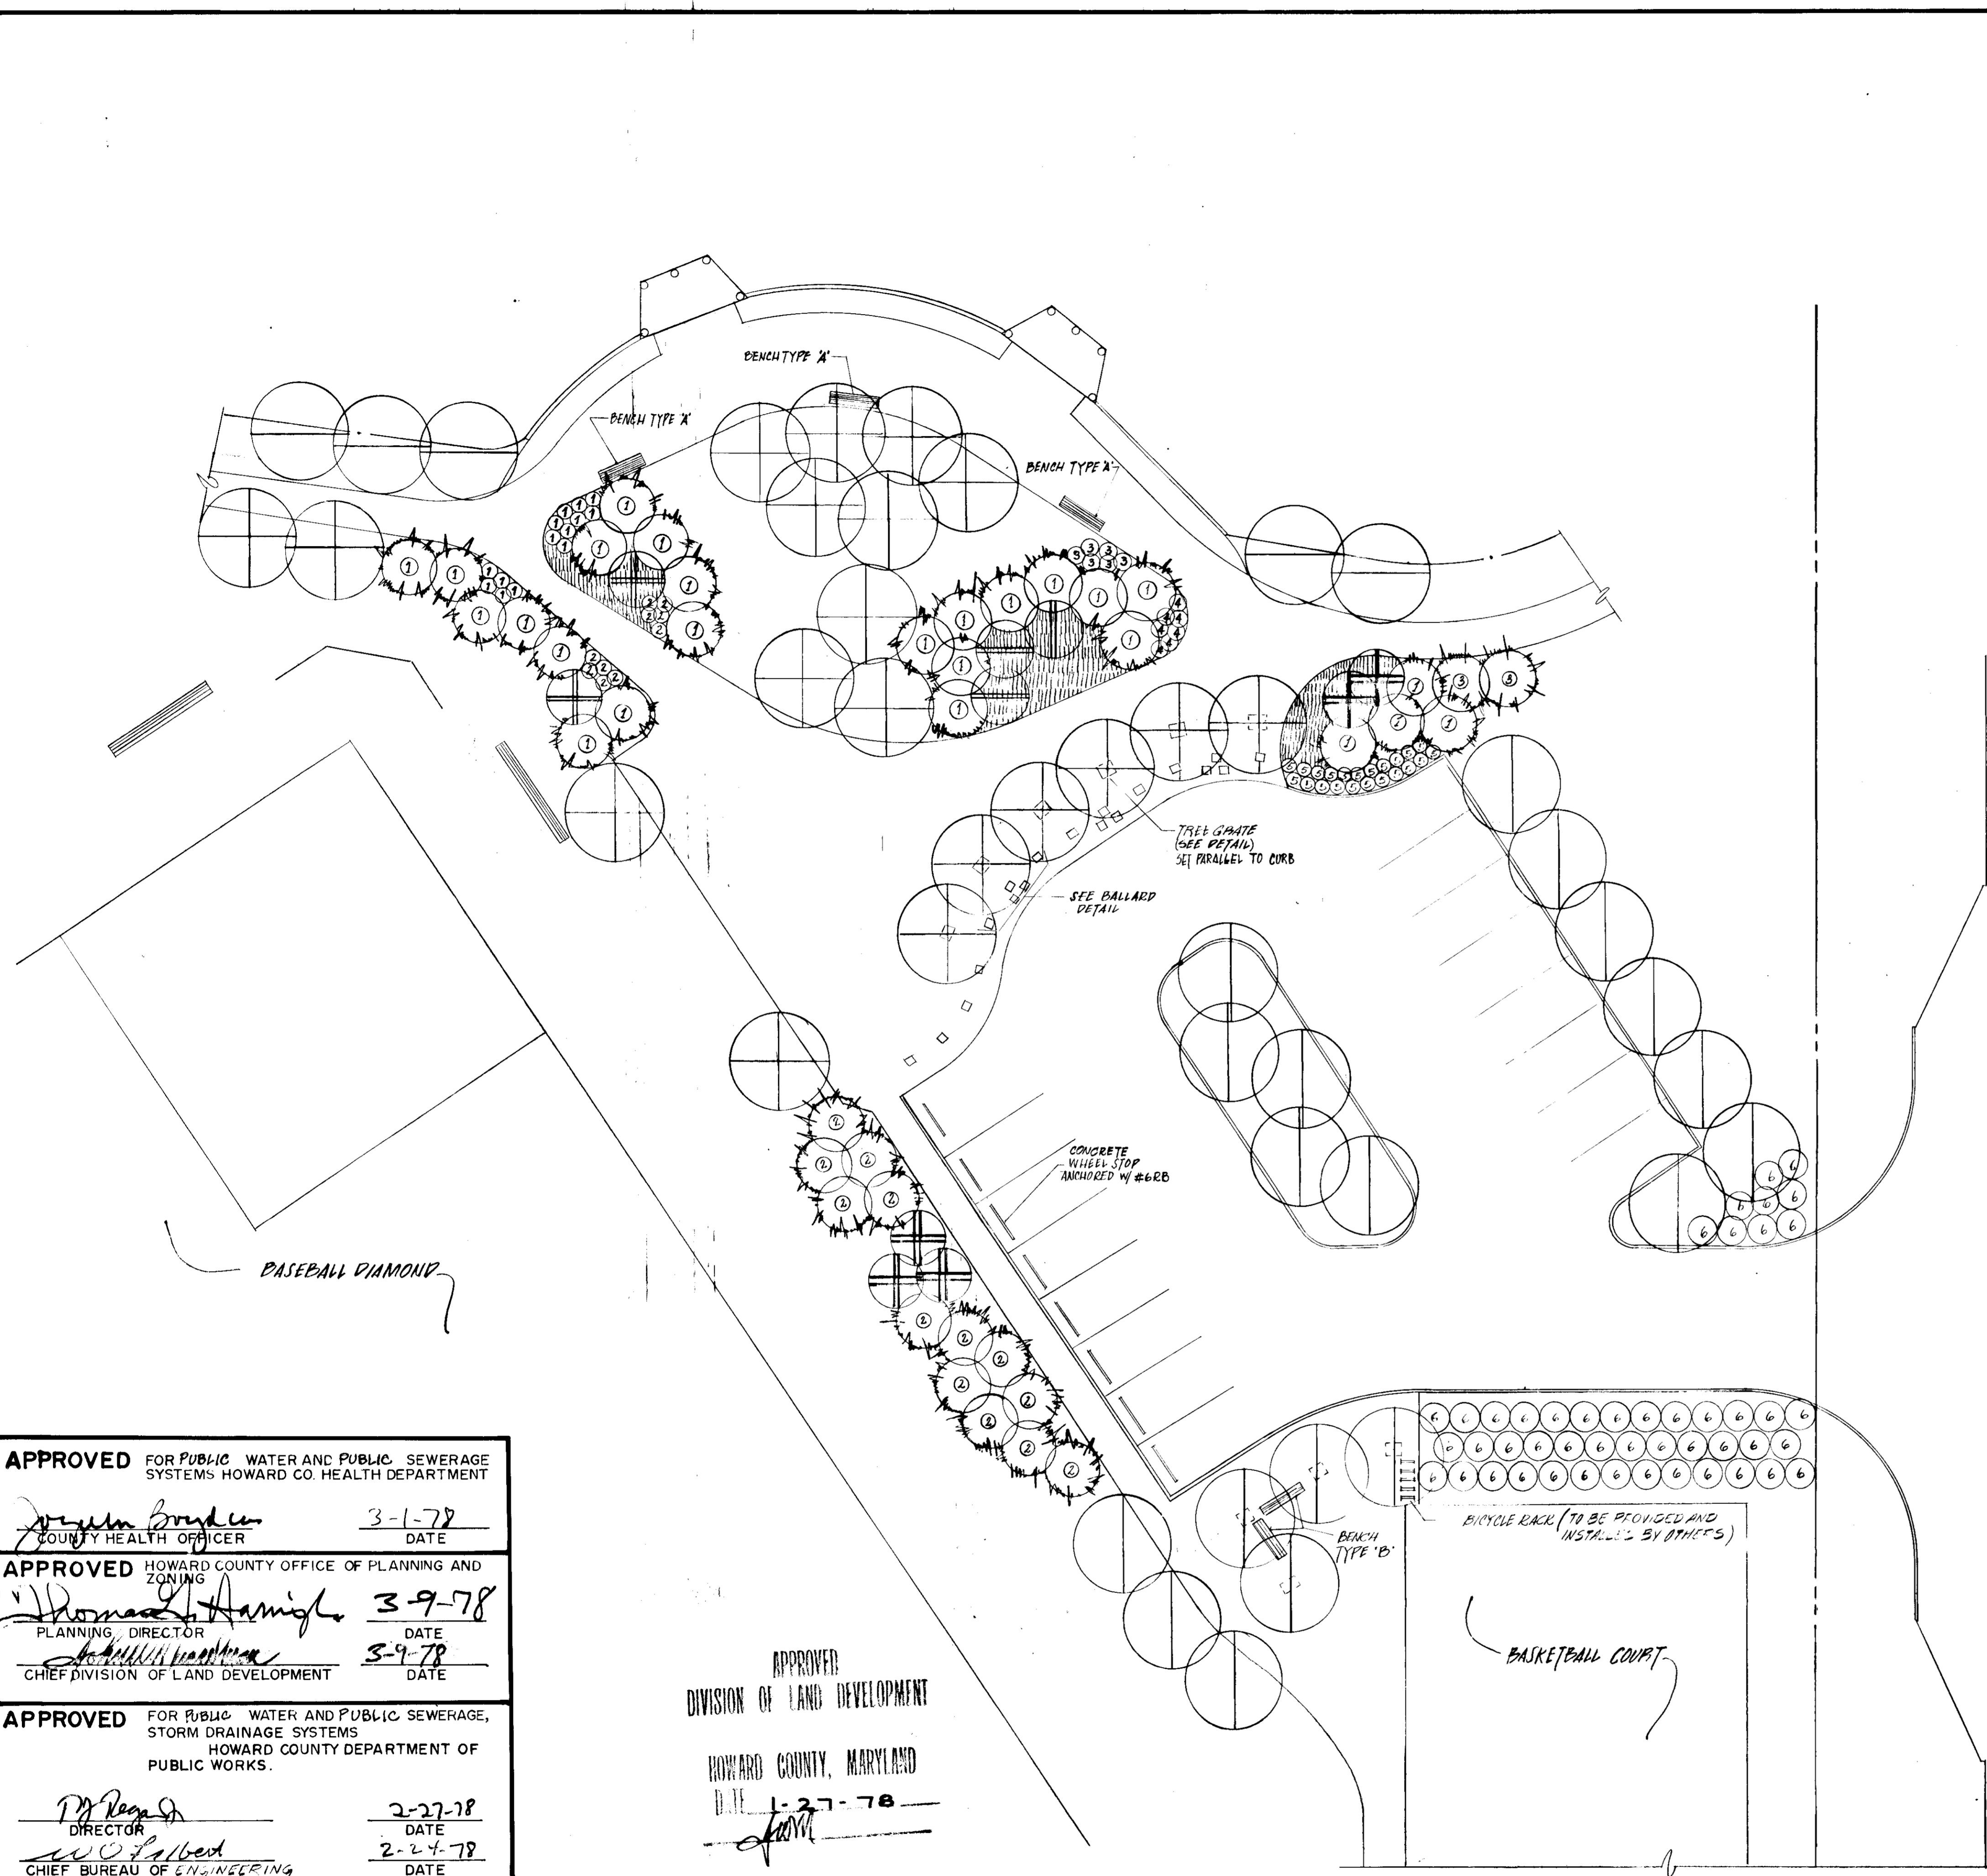 BENCH TYPE 'A'
BENCH TYPE 'A'
BENCH TYPE 'A'
TREE GRATE
(SEE DETAIL)
SET PARALLEL TO CURB
SEE BALLARD
DETAIL
CONCRETE
WHEEL STOP
ANCHORED W/ #6RB
BASEBALL DIAMOND
BICYCLE RACK (TO BE PROVIDED AND
INSTALLED BY OTHERS)
BENCH
TYPE 'B'
BASKETBALL COURT
APPROVED FOR PUBLIC WATER AND PUBLIC SEWERAGE
SYSTEMS HOWARD CO. HEALTH DEPARTMENT
3-1-78
COUNTY HEALTH OFFICER DATE
APPROVED HOWARD COUNTY OFFICE OF PLANNING AND
ZONING
3-9-78
PLANNING DIRECTOR DATE
3-9-78
CHIEF DIVISION OF LAND DEVELOPMENT DATE
APPROVED FOR PUBLIC WATER AND PUBLIC SEWERAGE,
STORM DRAINAGE SYSTEMS
HOWARD COUNTY DEPARTMENT OF
PUBLIC WORKS.
2-27-78
DIRECTOR DATE
2-24-78
CHIEF BUREAU OF ENGINEERING DATE
APPROVED
DIVISION OF LAND DEVELOPMENT
HOWARD COUNTY, MARYLAND
DATE 1-27-78